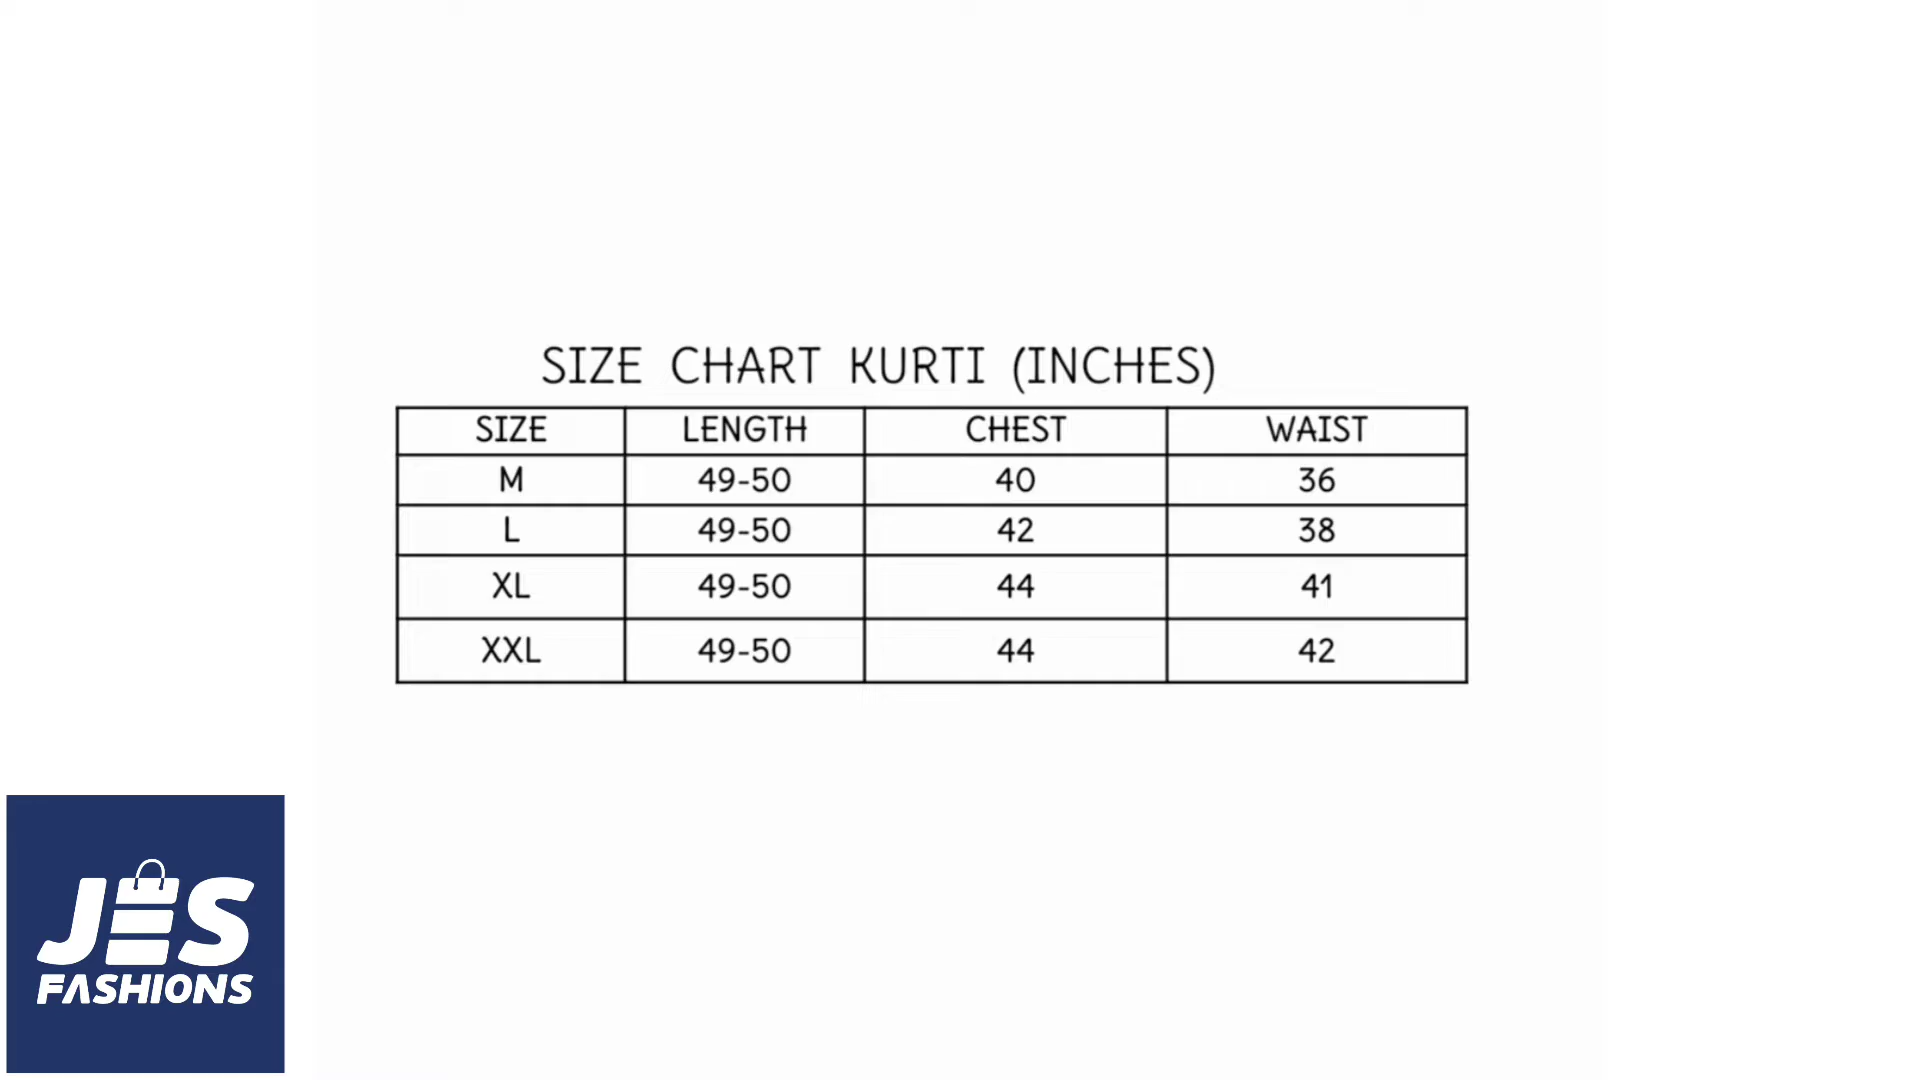 SIZE CHART KURTI (INCHES)
SIZE LENGTH CHEST WAIST
M 49-50 40 36
L 49-50 42 38
XL 49-50 44 41
XXL 49-50 44 42
JES
FASHIONS